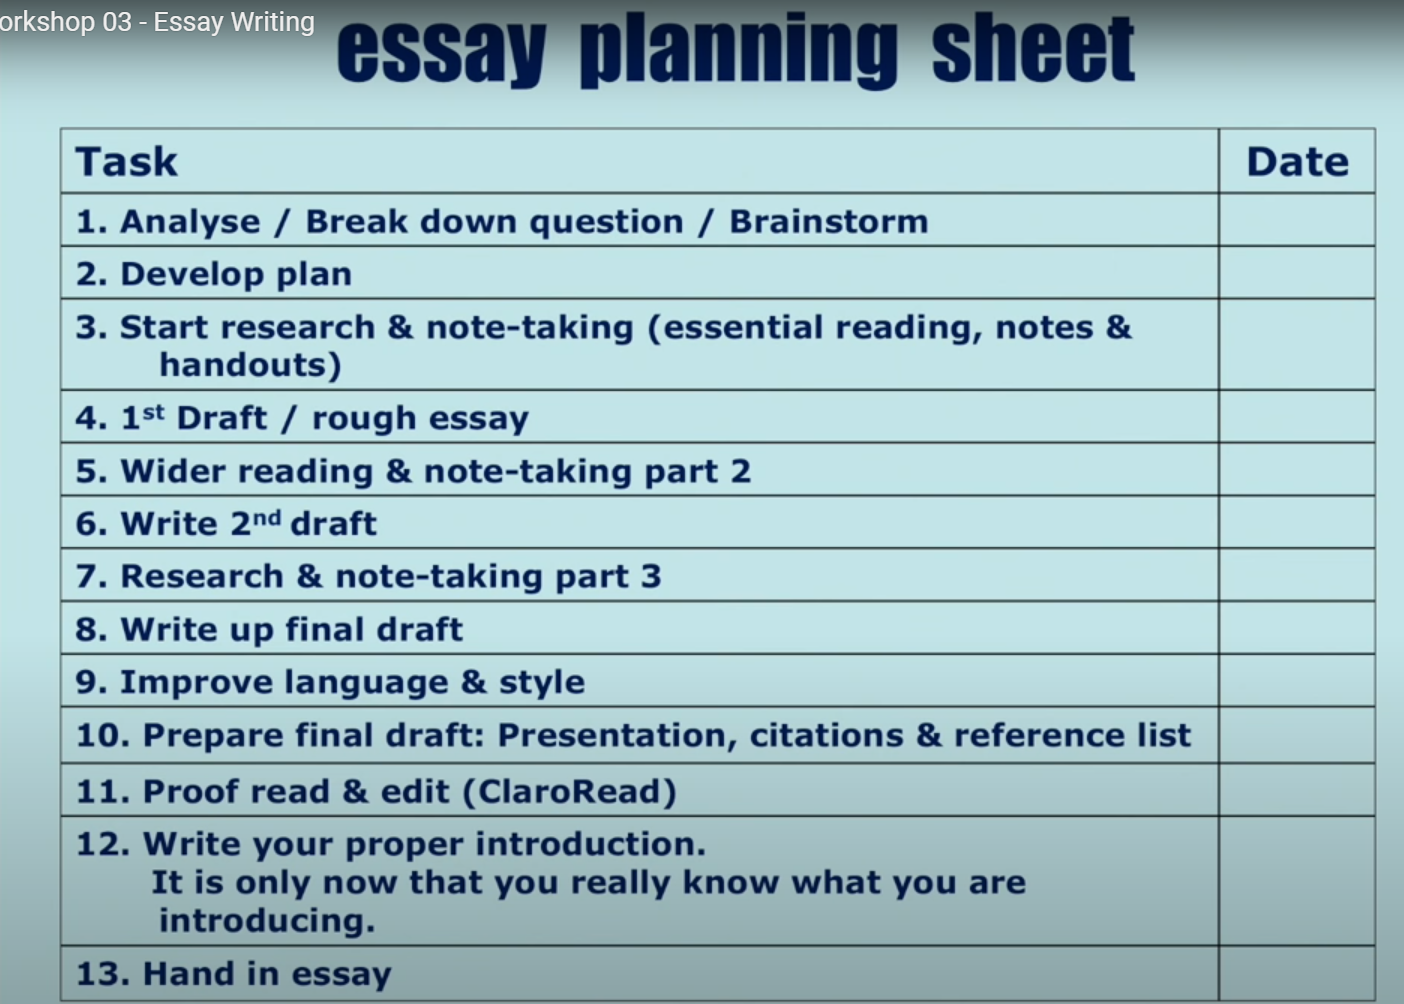 orkshop 03 - Essay Writing
essay planning sheet
Task Date
1. Analyse / Break down question / Brainstorm
2. Develop plan
3. Start research & note-taking (essential reading, notes &
handouts)
4. 1st Draft / rough essay
5. Wider reading & note-taking part 2
6. Write 2nd draft
7. Research & note-taking part 3
8. Write up final draft
9. Improve language & style
10. Prepare final draft: Presentation, citations & reference list
11. Proof read & edit (ClaroRead)
12. Write your proper introduction.
It is only now that you really know what you are
introducing.
13. Hand in essay